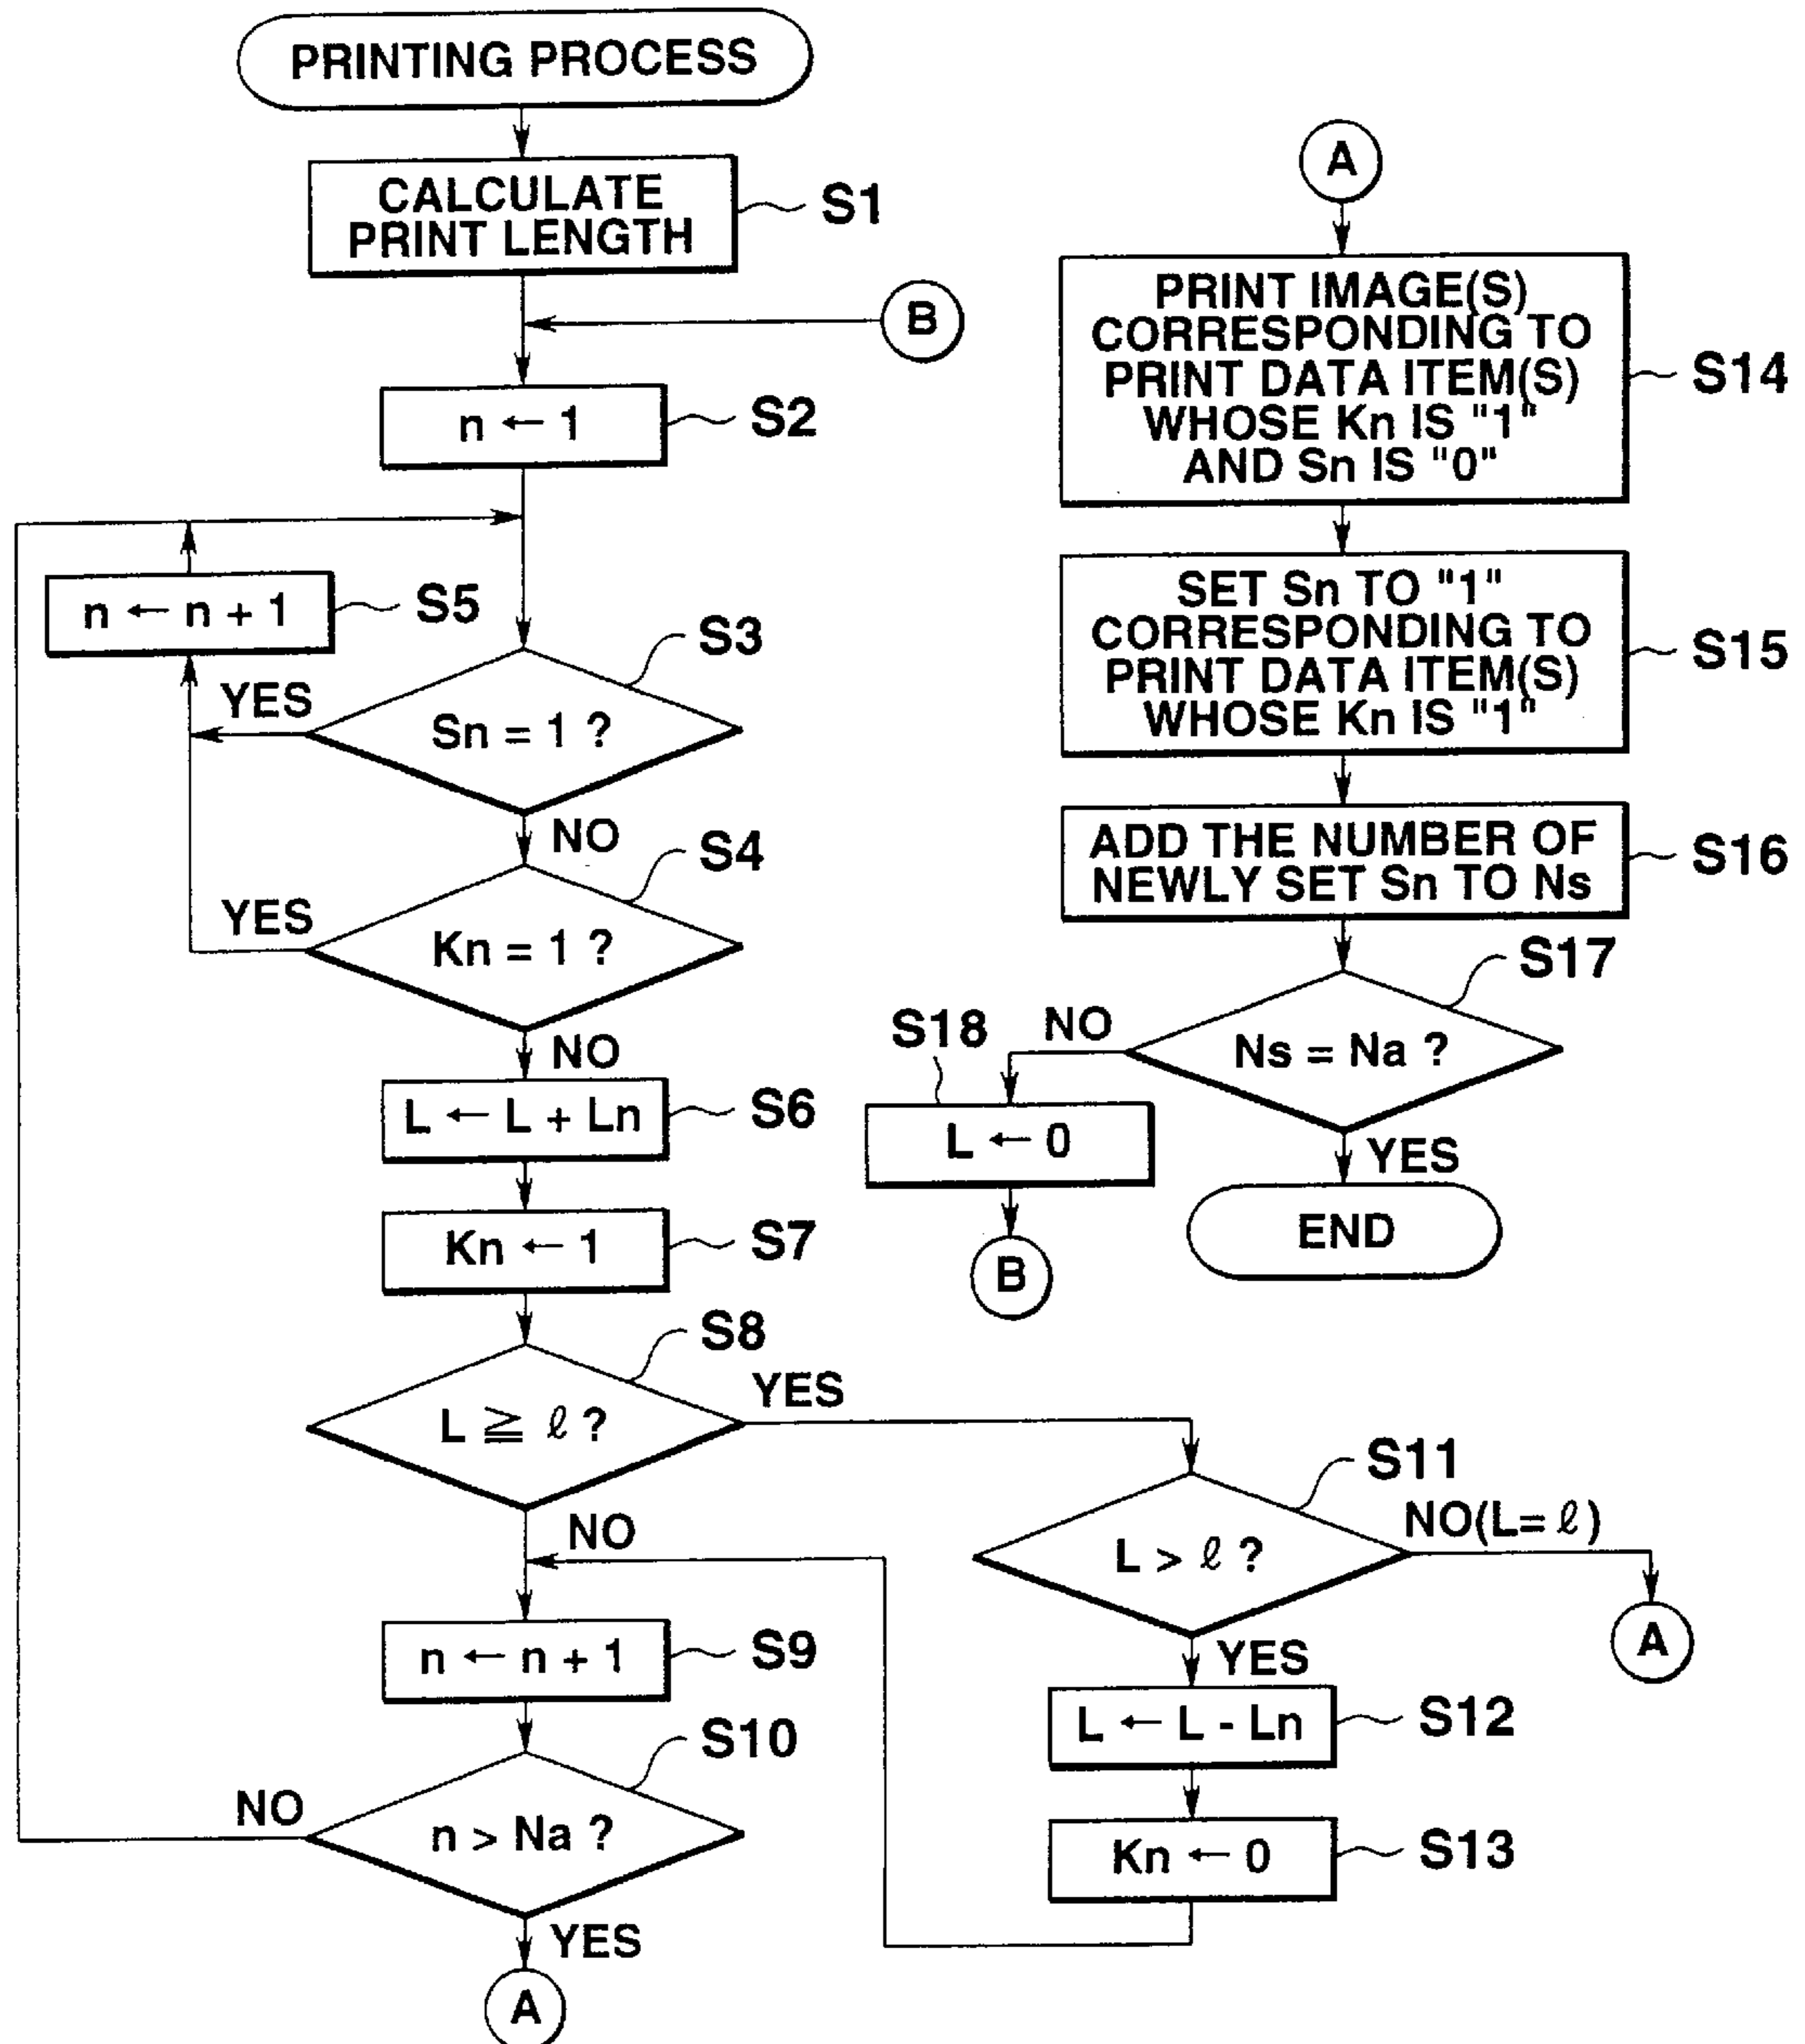 PRINTING PROCESS
CALCULATE
PRINT LENGTH
S1
B
n ← 1
S2
n ← n + 1
S5
S3
Sn = 1 ?
YES
NO
S4
Kn = 1 ?
YES
NO
L ← L + Ln
S6
Kn ← 1
S7
S8
L ≧ ℓ ?
YES
NO
n ← n + 1
S9
S10
n > Na ?
NO
YES
A
S11
L > ℓ ?
NO(L= ℓ)
A
YES
L ← L - Ln
S12
Kn ← 0
S13
A
PRINT IMAGE(S)
CORRESPONDING TO
PRINT DATA ITEM(S)
WHOSE Kn IS "1"
AND Sn IS "0"
S14
SET Sn TO "1"
CORRESPONDING TO
PRINT DATA ITEM(S)
WHOSE Kn IS "1"
S15
ADD THE NUMBER OF
NEWLY SET Sn TO Ns
S16
S17
Ns = Na ?
NO
S18
L ← 0
B
YES
END